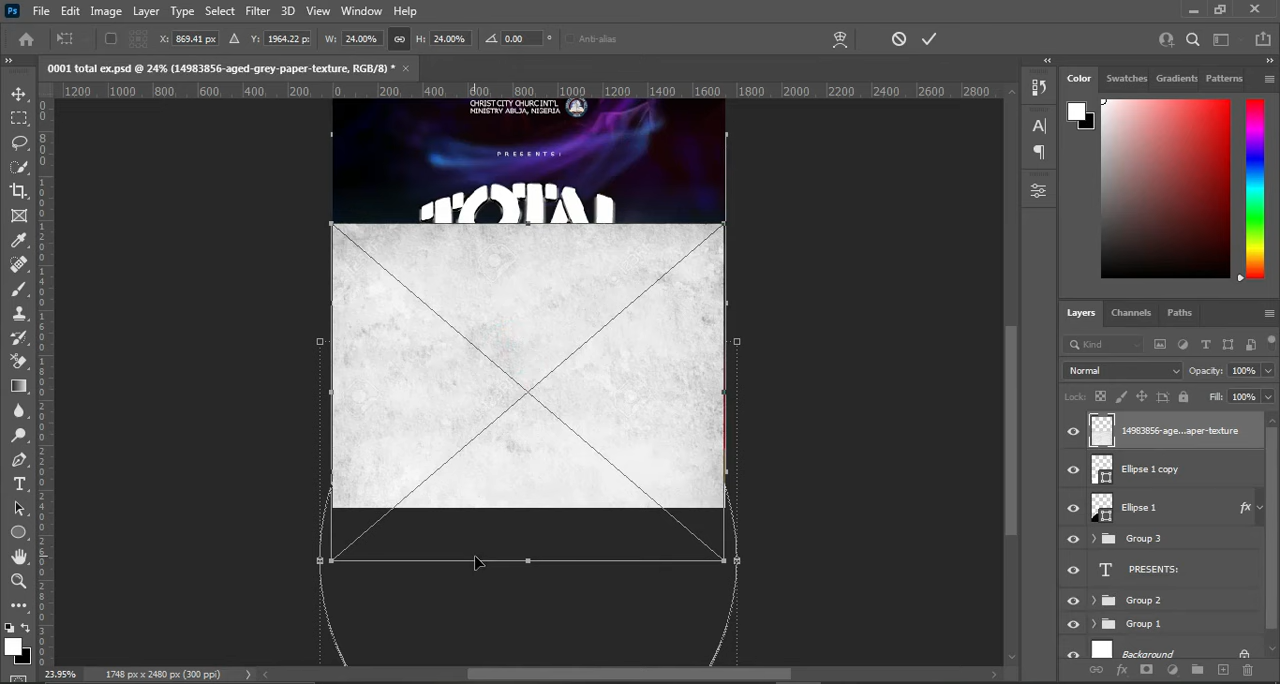 File Edit Image Layer Type Select Filter 3D View Window Help
X: 869.41 px Y: 1964.22 px W: 24.00% H: 24.00% 0.00 ° Anti-alias
0001 total ex.psd @ 24% (14983856-aged-grey-paper-texture, RGB/8) * ×
1200 1000 800 600 400 200 0 200 400 600 800 1000 1200 1400 1600 1800 2000 2200 2400 2600 2800
CHRIST CITY CHURC INT'L
MINISTRY ABUJA, NIGERIA
PRESENTS:
TOTAL
Color Swatches Gradients Patterns
Layers Channels Paths
Kind
Normal Opacity: 100%
Lock: Fill: 100%
14983856-age...aper-texture
Ellipse 1 copy
Ellipse 1 fx
Group 3
PRESENTS:
Group 2
Group 1
Background
23.95% 1748 px x 2480 px (300 ppi)